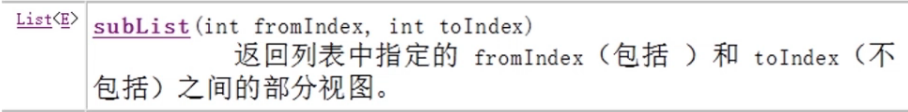 List<E> subList(int fromIndex, int toIndex)
返回列表中指定的 fromIndex（包括 ）和 toIndex（不
包括）之间的部分视图。